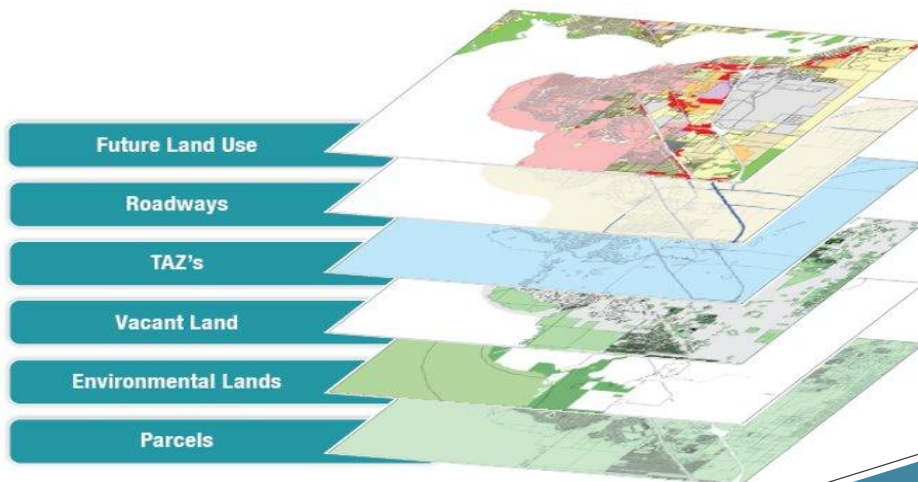 Future Land Use
Roadways
TAZ's
Vacant Land
Environmental Lands
Parcels